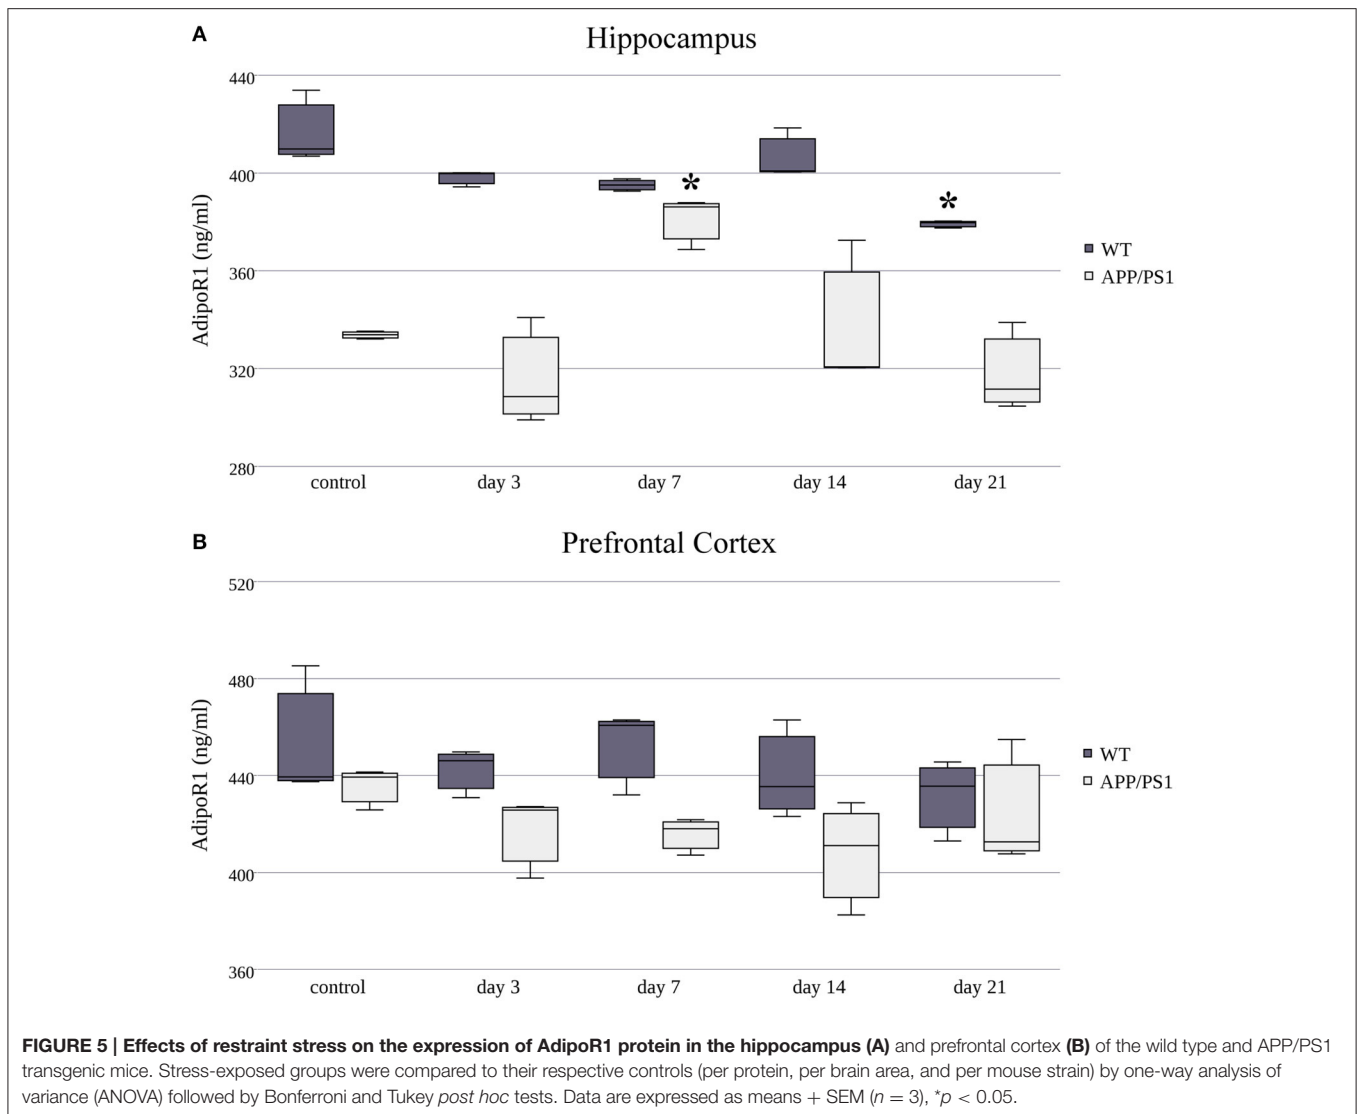 A
Hippocampus
440
400
360
320
280
AdipoR1 (ng/ml)
*
*
WT
APP/PS1
control day 3 day 7 day 14 day 21
B
Prefrontal Cortex
520
480
440
400
360
AdipoR1 (ng/ml)
WT
APP/PS1
control day 3 day 7 day 14 day 21
FIGURE 5 | Effects of restraint stress on the expression of AdipoR1 protein in the hippocampus (A) and prefrontal cortex (B) of the wild type and APP/PS1
transgenic mice. Stress-exposed groups were compared to their respective controls (per protein, per brain area, and per mouse strain) by one-way analysis of
variance (ANOVA) followed by Bonferroni and Tukey post hoc tests. Data are expressed as means + SEM (n = 3), *p < 0.05.